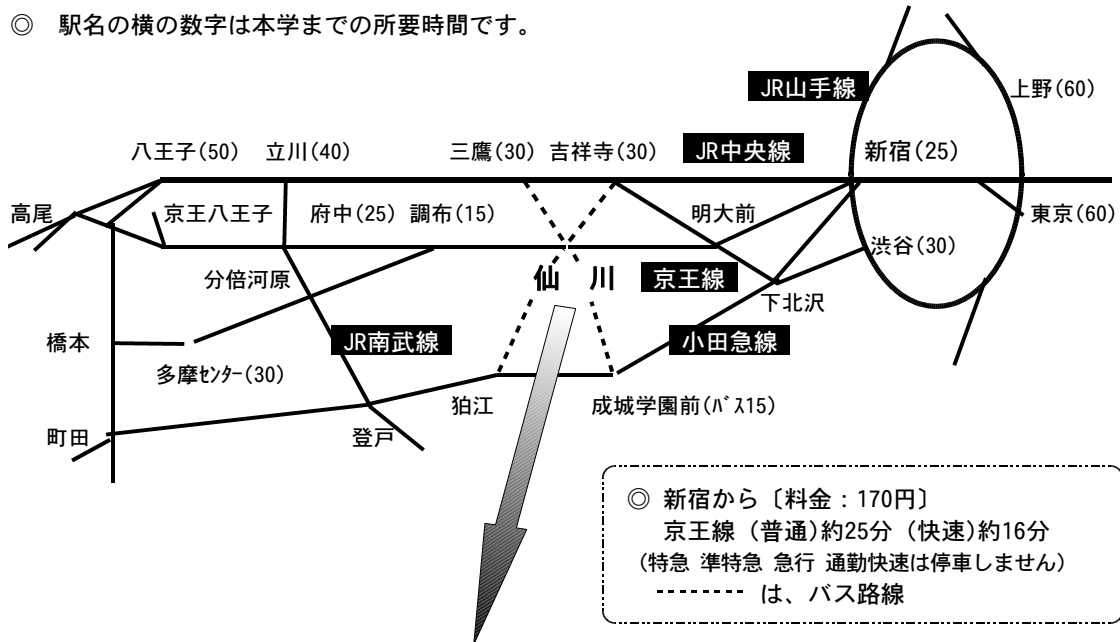 ◎ 駅名の横の数字は本学までの所要時間です。
JR山手線
上野(60)
八王子(50) 立川(40) 三鷹(30) 吉祥寺(30) JR中央線 新宿(25)
高尾 京王八王子 府中(25) 調布(15) 明大前 東京(60)
渋谷(30)
分倍河原 仙川 京王線
下北沢
橋本 JR南武線 小田急線
多摩ｾﾝﾀｰ(30)
狛江 成城学園前(ﾊﾞｽ15)
町田 登戸
◎ 新宿から〔料金：170円〕
京王線 (普通)約25分 (快速)約16分
(特急 準特急 急行 通勤快速は停車しません)
は、バス路線